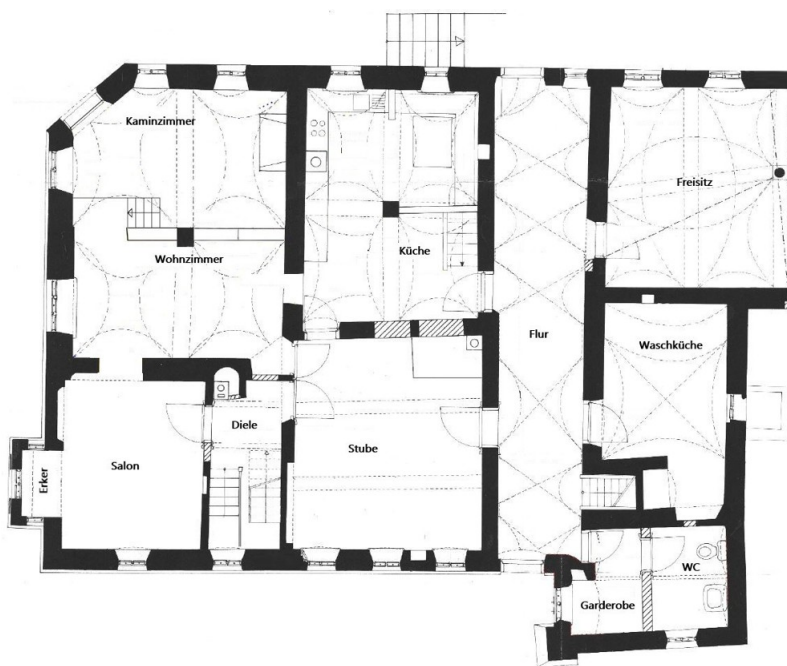 Kaminzimmer
Freisitz
Küche
Wohnzimmer
Flur
Waschküche
Diele
Stube
Salon
Erker
WC
Garderobe